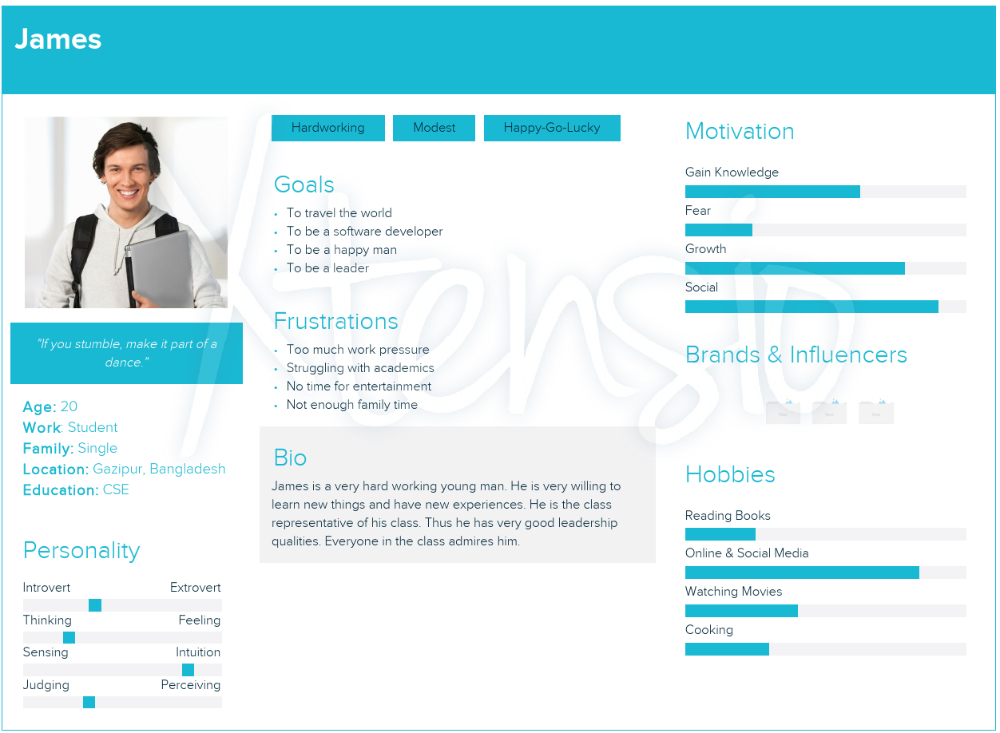 James
"If you stumble, make it part of a
dance."
Age: 20
Work: Student
Family: Single
Location: Gazipur, Bangladesh
Education: CSE
Personality
Introvert Extrovert
Thinking Feeling
Sensing Intuition
Judging Perceiving
Hardworking Modest Happy-Go-Lucky
Goals
• To travel the world
• To be a software developer
• To be a happy man
• To be a leader
Frustrations
• Too much work pressure
• Struggling with academics
• No time for entertainment
• Not enough family time
Bio
James is a very hard working young man. He is very willing to
learn new things and have new experiences. He is the class
representative of his class. Thus he has very good leadership
qualities. Everyone in the class admires him.
Motivation
Gain Knowledge
Fear
Growth
Social
Brands & Influencers
Hobbies
Reading Books
Online & Social Media
Watching Movies
Cooking
Xtensio